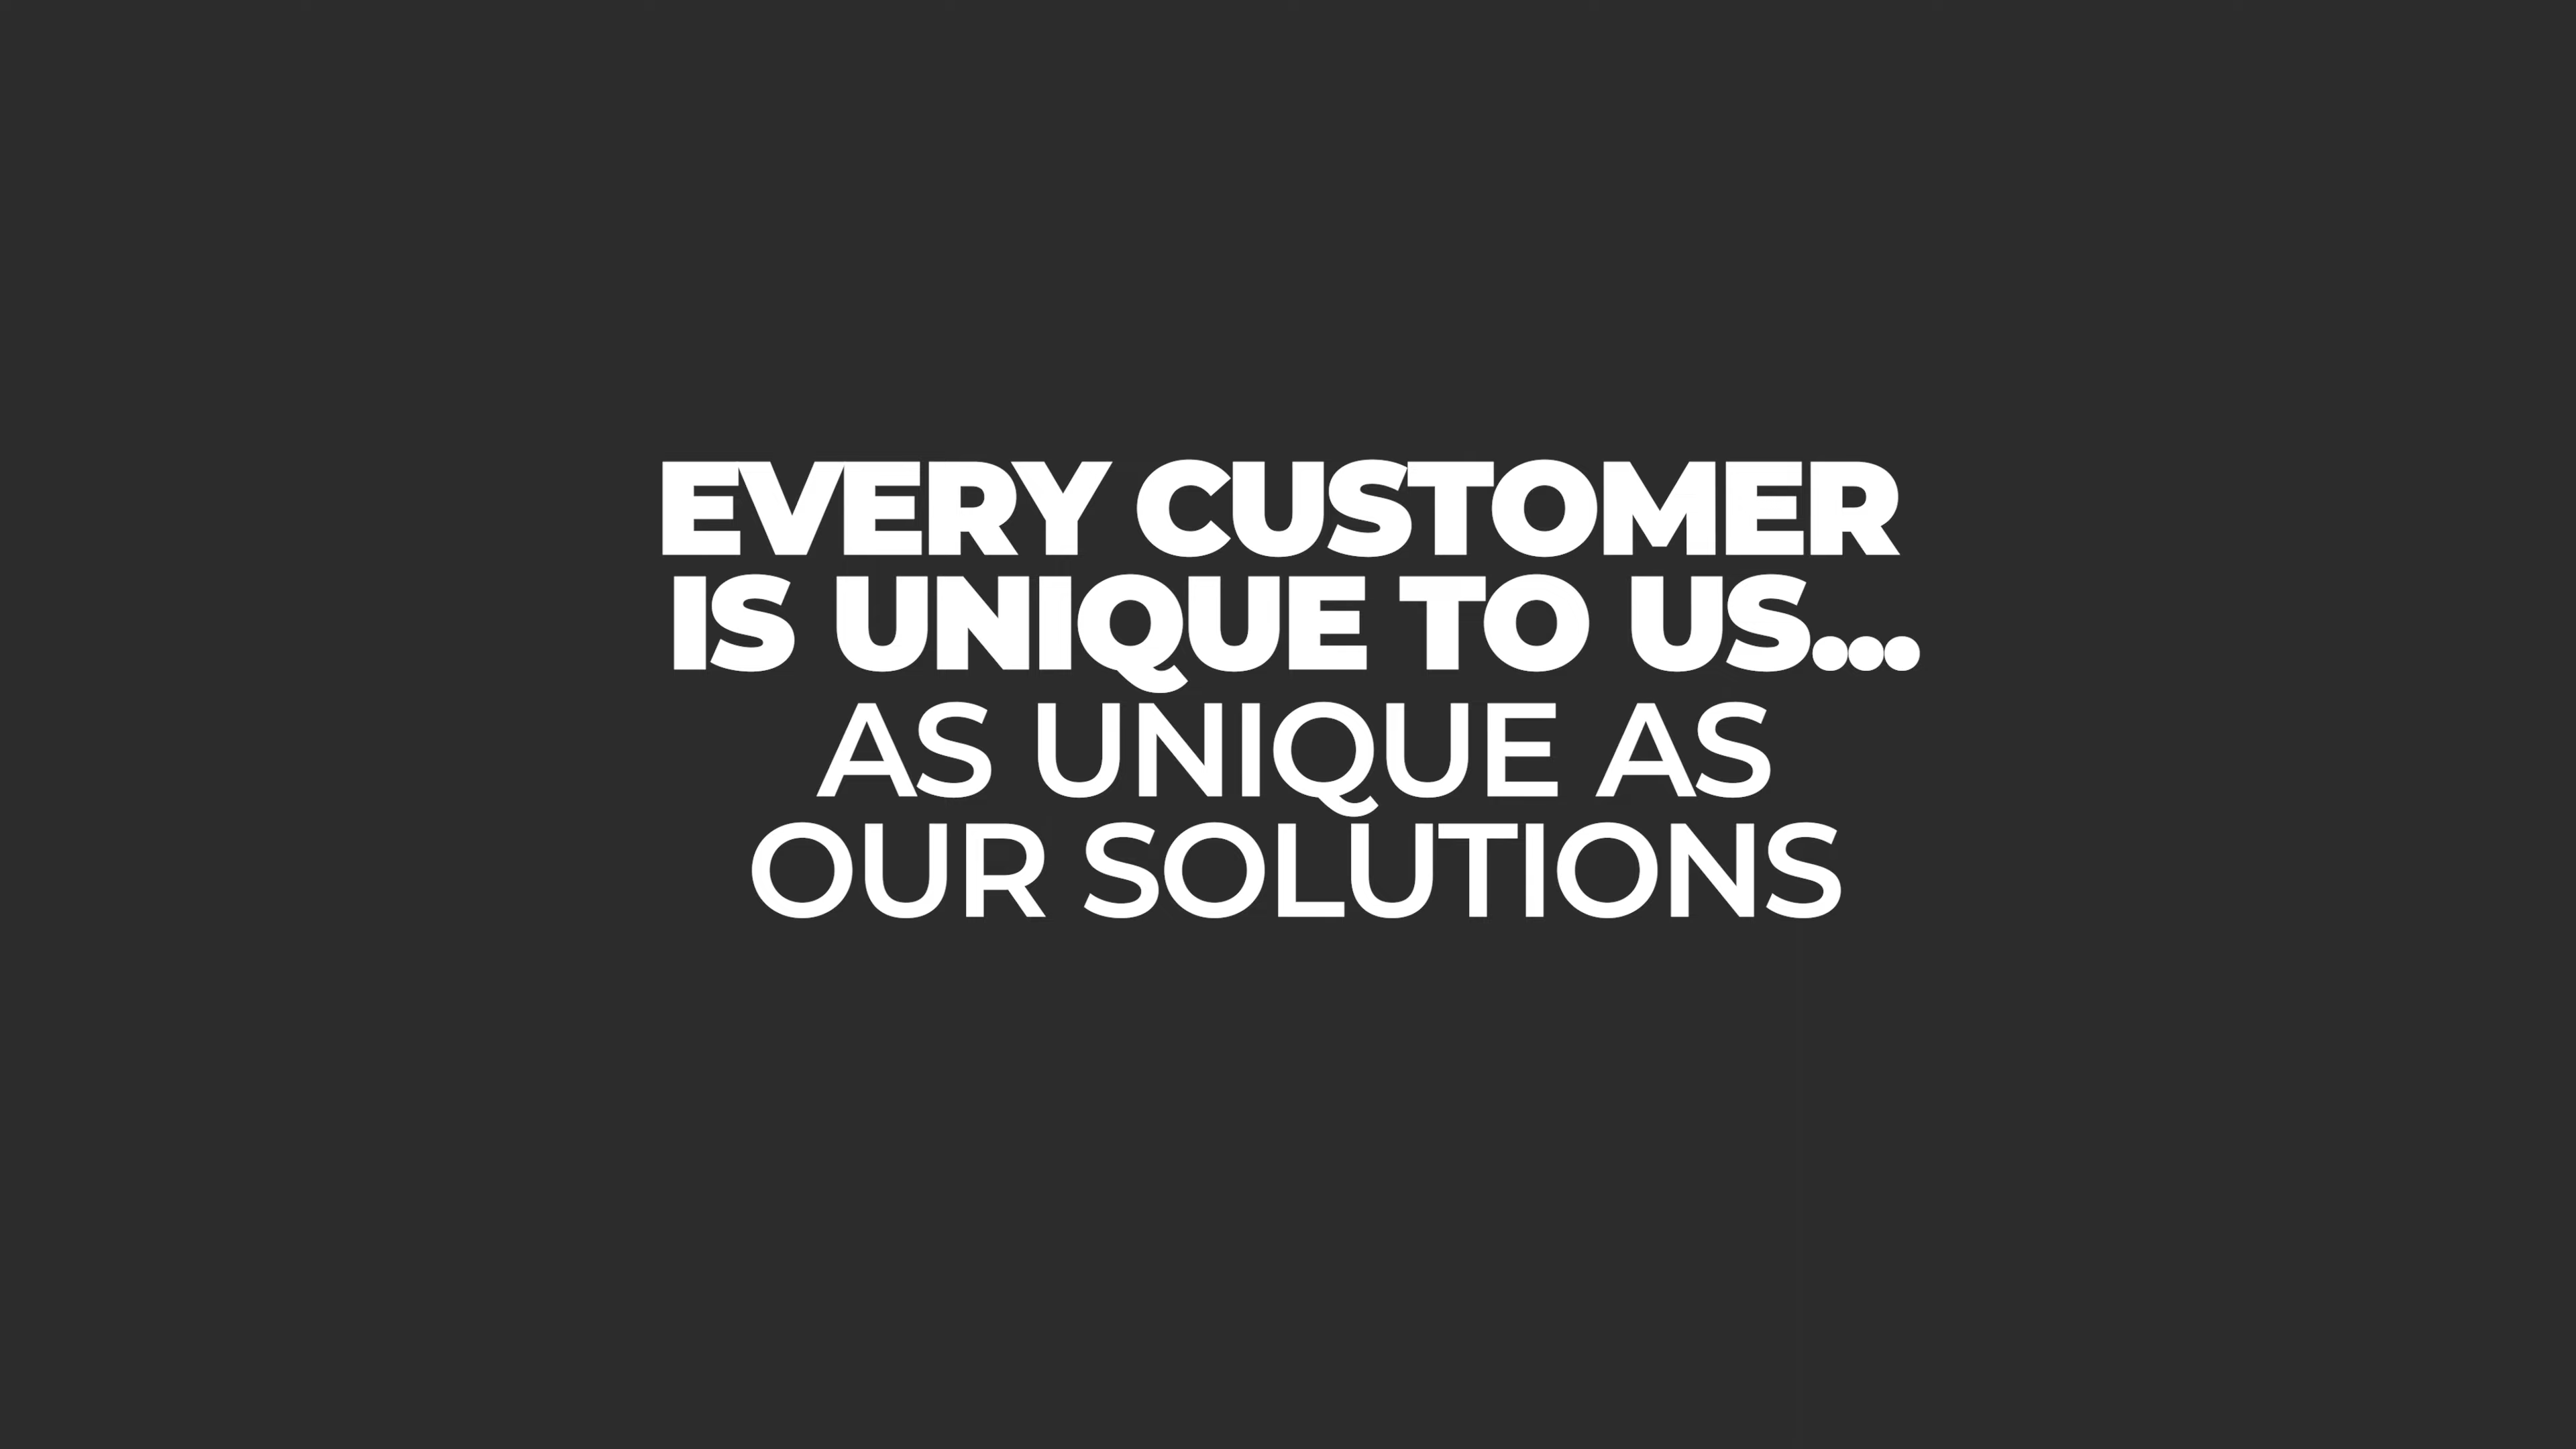 EVERY CUSTOMER
IS UNIQUE TO US...
AS UNIQUE AS
OUR SOLUTIONS